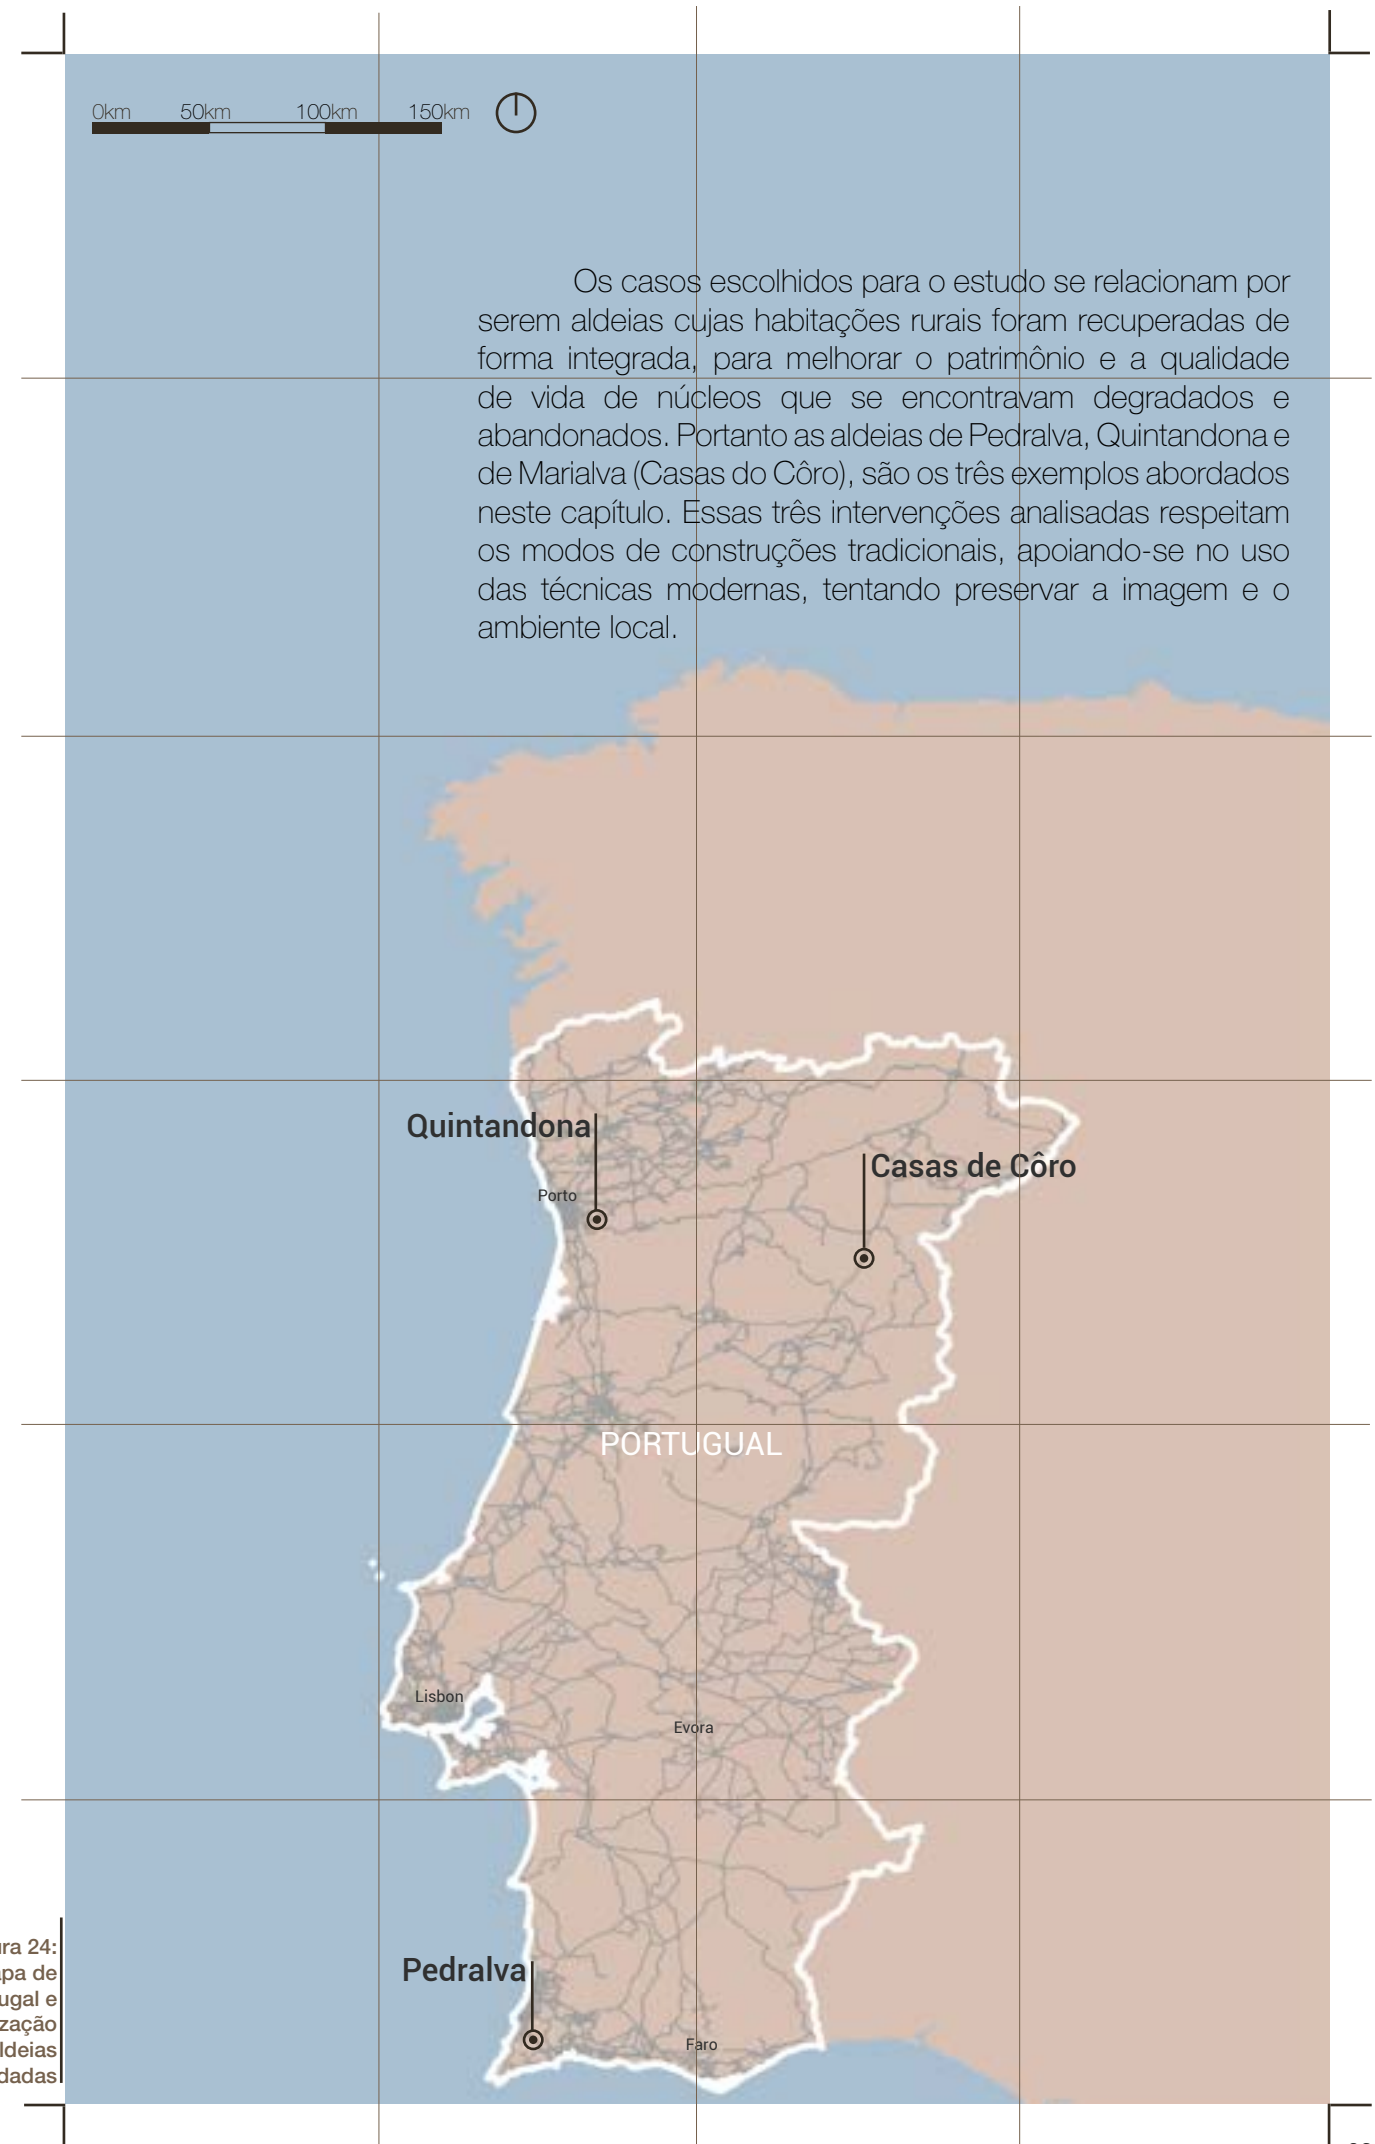 0km 50km 100km 150km
Os casos escolhidos para o estudo se relacionam por
serem aldeias cujas habitações rurais foram recuperadas de
forma integrada, para melhorar o patrimônio e a qualidade
de vida de núcleos que se encontravam degradados e
abandonados. Portanto as aldeias de Pedralva, Quintandona e
de Marialva (Casas do Côro), são os três exemplos abordados
neste capítulo. Essas três intervenções analisadas respeitam
os modos de construções tradicionais, apoiando-se no uso
das técnicas modernas, tentando preservar a imagem e o
ambiente local.
Quintandona
Casas de Côro
Porto
PORTUGUAL
Lisbon
Evora
Pedralva
Faro
24:
de
e